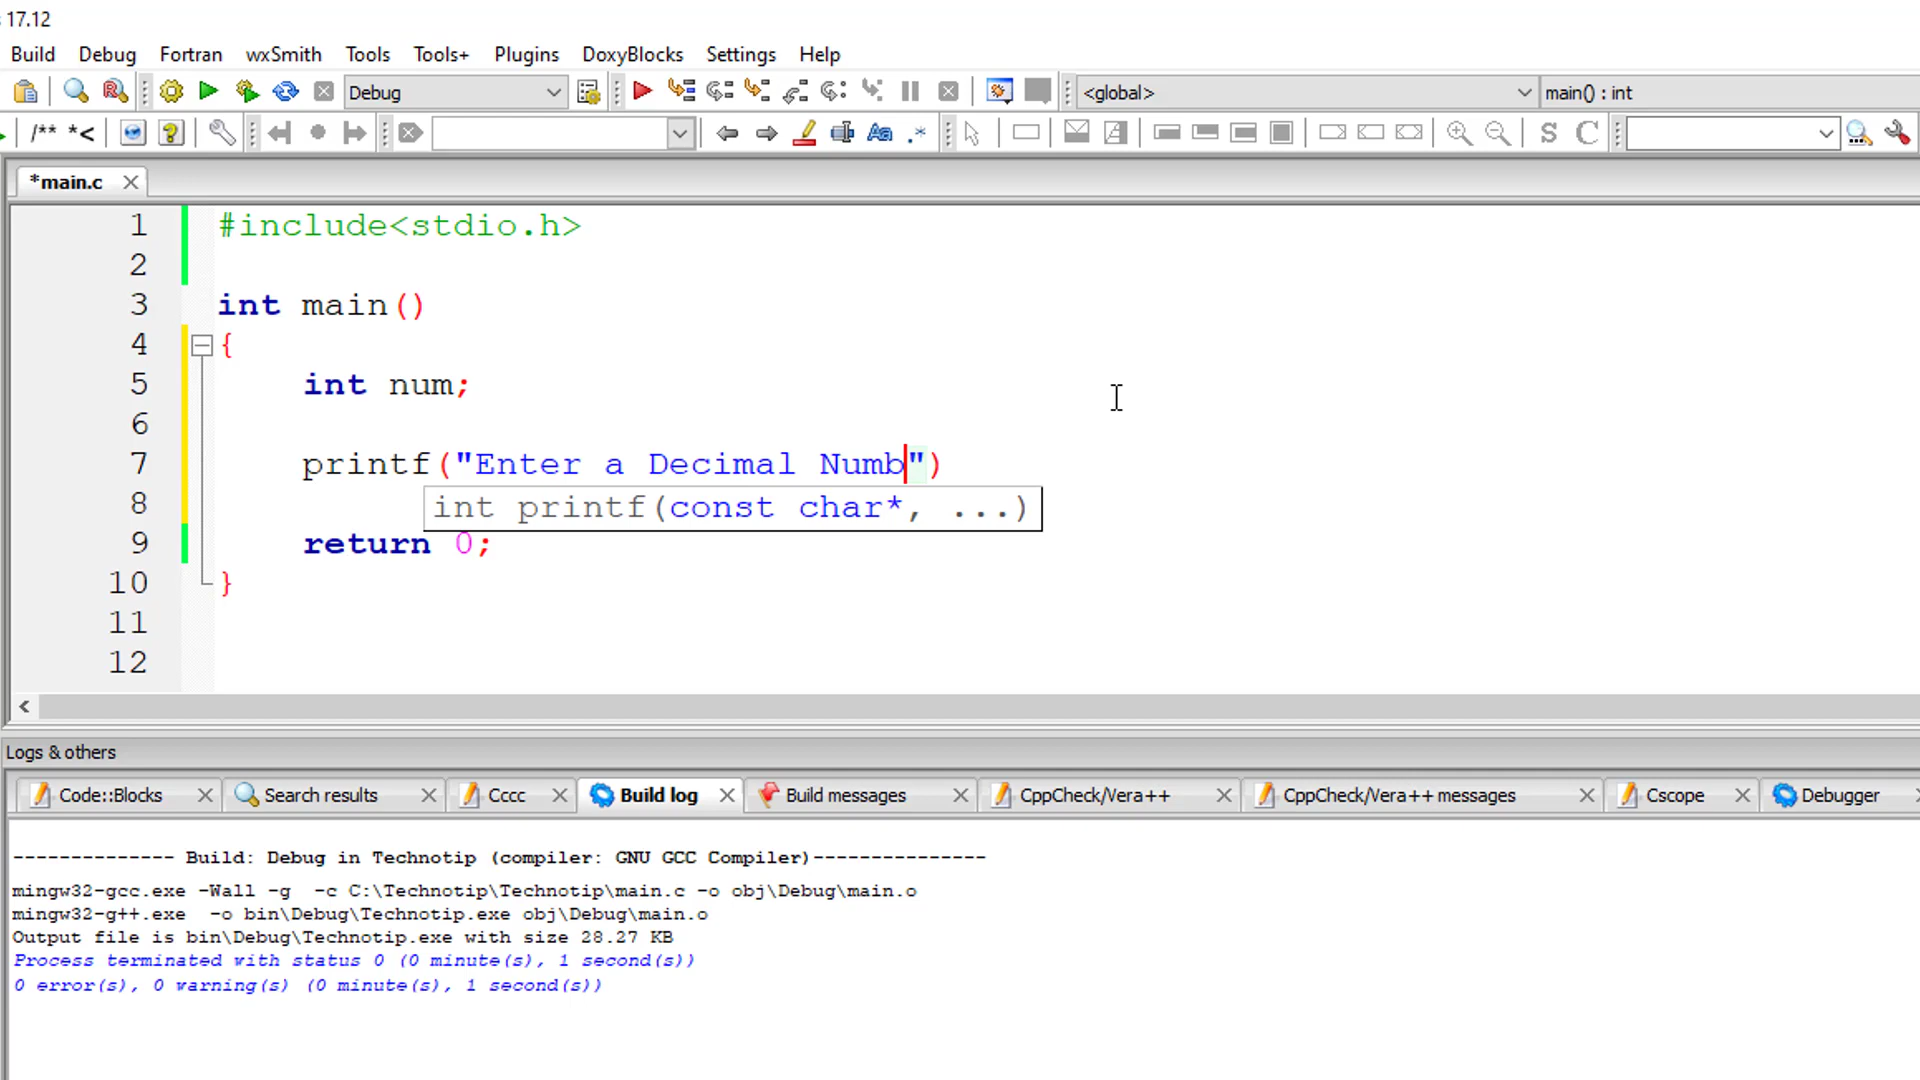 17.12
Build Debug Fortran wxSmith Tools Tools+ Plugins DoxyBlocks Settings Help
Debug <global> main() : int
/** *< Aa .* S C
*main.c
1 #include<stdio.h>
2
3 int main()
4 {
5 int num;
6
7 printf("Enter a Decimal Numb")
8 int printf(const char*, ...)
9 return 0;
10 }
11
12
Logs & others
Code::Blocks Search results Cccc Build log Build messages CppCheck/Vera++ CppCheck/Vera++ messages Cscope Debugger
-------------- Build: Debug in Technotip (compiler: GNU GCC Compiler)---------------
mingw32-gcc.exe -Wall -g  -c C:\Technotip\Technotip\main.c -o obj\Debug\main.o
mingw32-g++.exe  -o bin\Debug\Technotip.exe obj\Debug\main.o
Output file is bin\Debug\Technotip.exe with size 28.27 KB
Process terminated with status 0 (0 minute(s), 1 second(s))
0 error(s), 0 warning(s) (0 minute(s), 1 second(s))